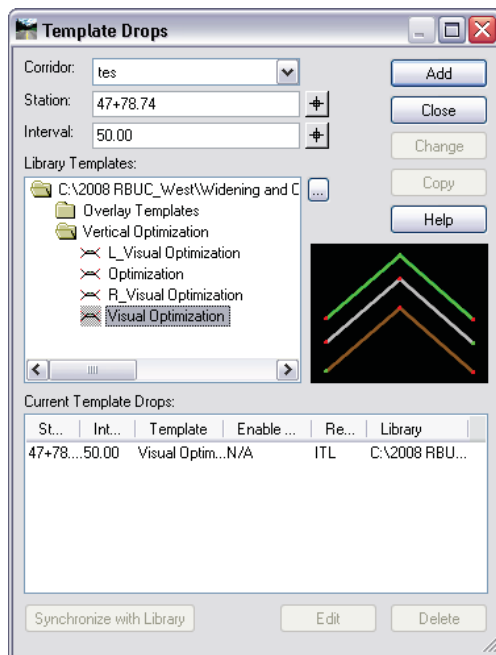 Template Drops
Corridor: tes Add
Station: 47+78.74 Close
Interval: 50.00 Change
Library Templates: Copy
C:\2008 RBUC_West\Widening and C ... Help
Overlay Templates
Vertical Optimization
L_Visual Optimization
Optimization
R_Visual Optimization
Visual Optimization
Current Template Drops:
St... Int... Template Enable ... Re... Library
47+78....50.00 Visual Optim...N/A ITL C:\2008 RBU...
Synchronize with Library Edit Delete